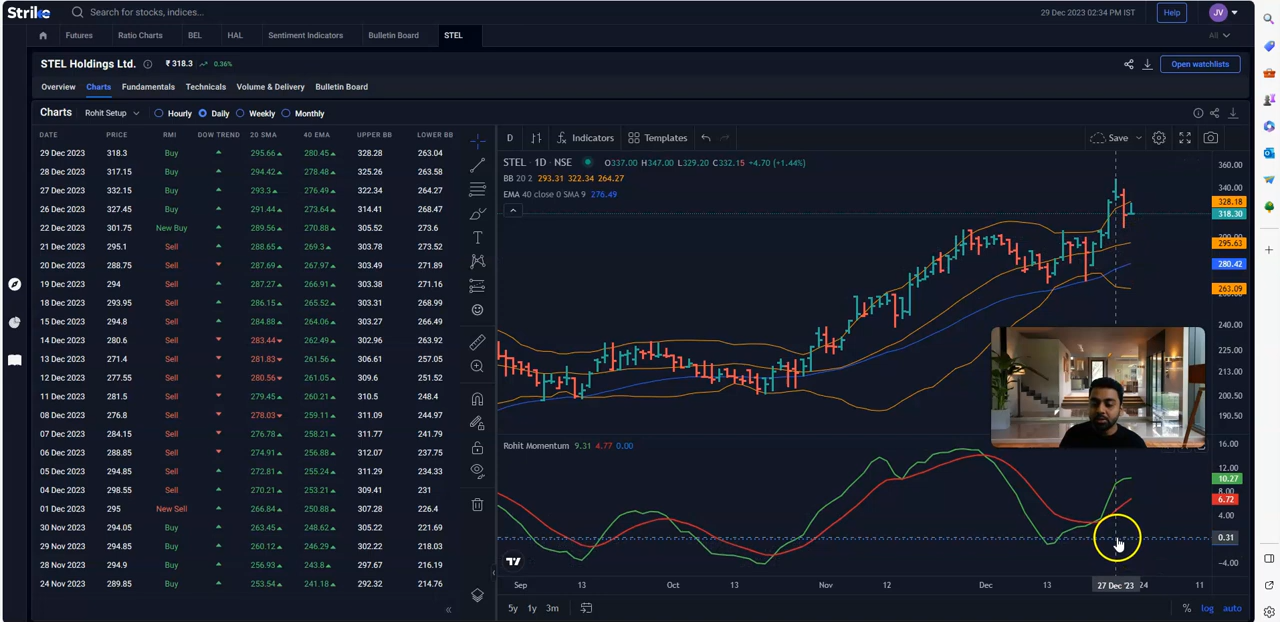 Strike Search for stocks, indices... 29 Dec 2023 02:34 PM IST Help JV
Futures Ratio Charts BEL HAL Sentiment Indicators Bulletin Board STEL All
STEL Holdings Ltd. ₹ 318.3 0.36% Open watchlists
Overview Charts Fundamentals Technicals Volume & Delivery Bulletin Board
Charts Rohit Setup Hourly Daily Weekly Monthly
DATE PRICE RMI DOW TREND 20 SMA 40 EMA UPPER BB LOWER BB
29 Dec 2023 318.3 Buy 295.66 280.45 328.28 263.04
28 Dec 2023 317.15 Buy 294.42 278.48 325.26 263.58
27 Dec 2023 332.15 Buy 293.3 276.49 322.34 264.27
26 Dec 2023 327.45 Buy 291.44 273.64 314.41 268.47
22 Dec 2023 301.75 New Buy 289.56 270.88 305.52 273.6
21 Dec 2023 295.1 Sell 288.65 269.3 303.78 273.52
20 Dec 2023 288.75 Sell 287.69 267.97 303.49 271.89
19 Dec 2023 294 Sell 286.9 266.91 303.38 271.16
18 Dec 2023 293.95 Sell 286.15 265.52 303.31 268.99
15 Dec 2023 294.8 Sell 284.88 264.06 303.27 266.49
14 Dec 2023 280.6 Sell 283.44 262.49 302.96 263.92
13 Dec 2023 271.4 Sell 281.83 261.56 306.61 257.05
12 Dec 2023 277.55 Sell 280.56 261.05 309.6 251.52
11 Dec 2023 281.5 Sell 279.45 260.21 310.5 248.4
08 Dec 2023 276.8 Sell 278.03 259.11 311.09 244.97
07 Dec 2023 284.15 Sell 276.78 258.21 311.77 241.79
06 Dec 2023 288.85 Sell 274.91 256.88 312.07 237.75
05 Dec 2023 294.85 Sell 272.81 255.24 311.29 234.33
04 Dec 2023 298.55 Sell 270.21 253.21 309.41 231
01 Dec 2023 295 New Sell 266.84 250.88 307.28 226.4
30 Nov 2023 294.05 Buy 263.45 248.62 305.22 221.69
29 Nov 2023 294.85 Buy 260.12 246.29 302.22 218.03
28 Nov 2023 294.9 Buy 256.93 243.8 297.67 216.19
24 Nov 2023 289.85 Buy 253.54 241.18 292.32 214.76
D Indicators Templates Save
STEL · 1D · NSE O337.00 H347.00 L329.20 C332.15 +4.70 (+1.44%)
BB 20 2 293.31 322.34 264.27
EMA 40 close 0 SMA 9 276.49
360.00
340.00
328.18
318.30
300.00
295.63
280.42
263.09
240.00
225.00
213.00
200.50
190.50
Rohit Momentum 9.31 4.77 0.00
16.00
12.00
10.27
8.00
6.72
4.00
0.31
−4.00
Sep 13 Oct 13 Nov 12 Dec 13 27 Dec '23 24 11
5y 1y 3m % log auto